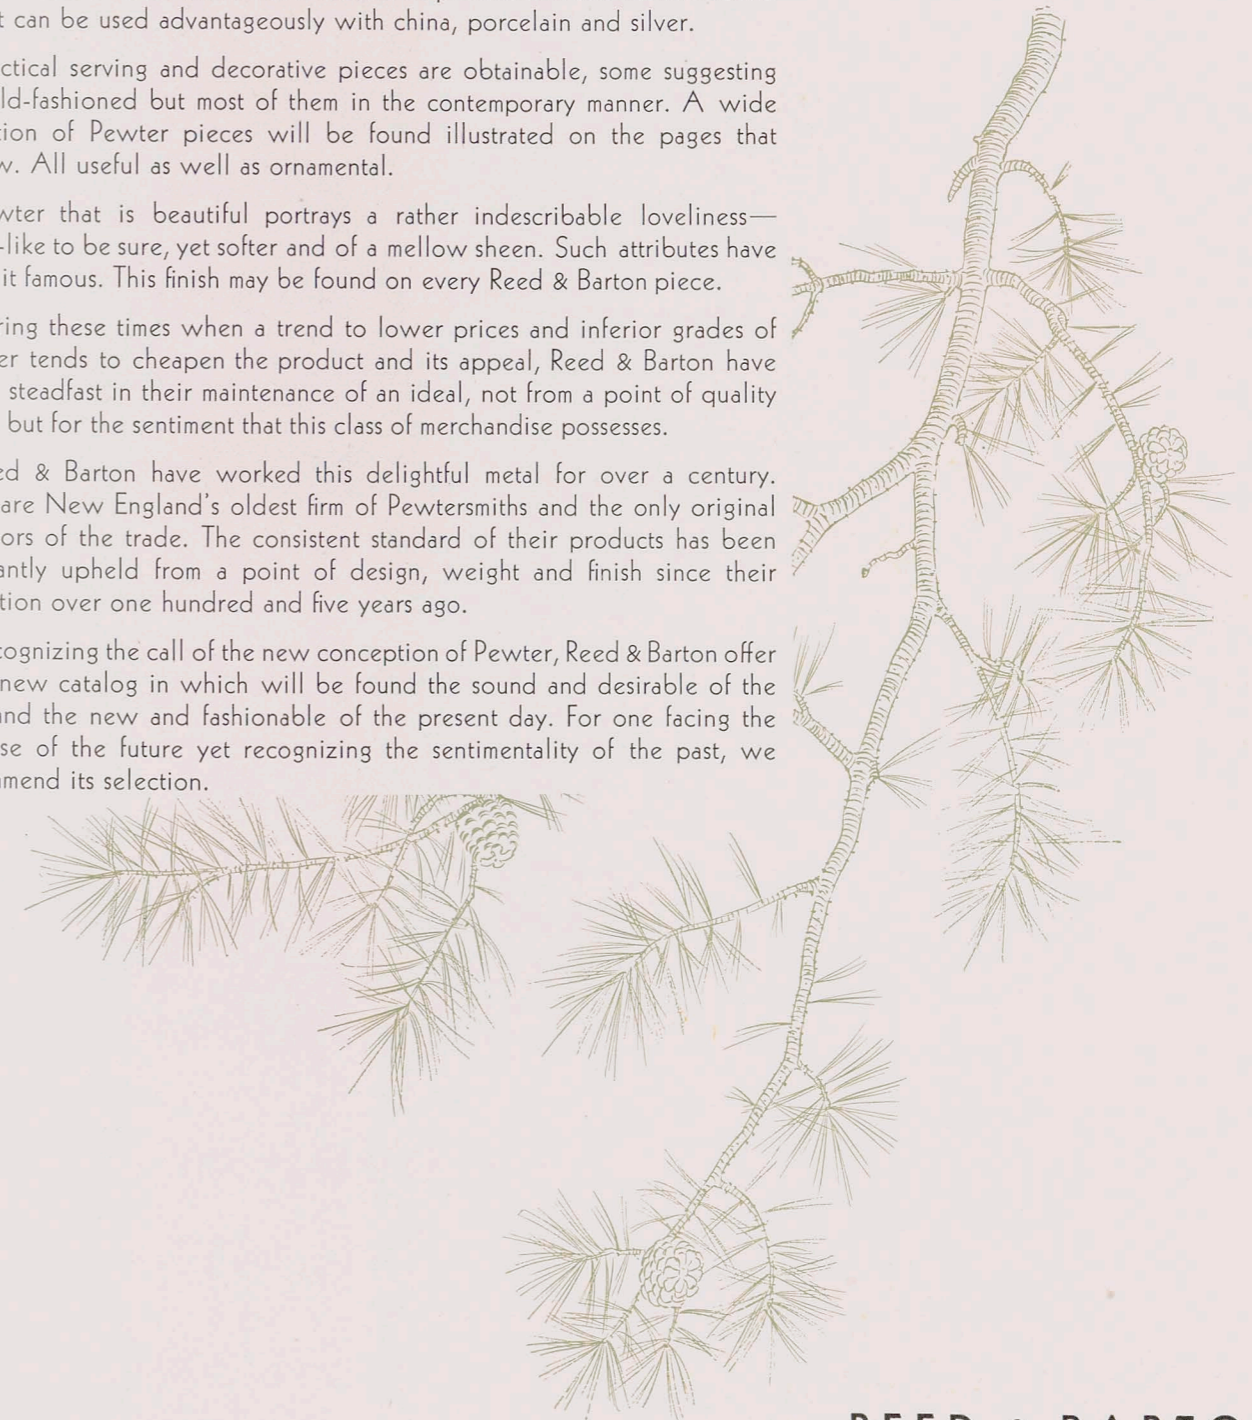 t can be used advantageously with china, porcelain and silver.
ctical serving and decorative pieces are obtainable, some suggesting
ld-fashioned but most of them in the contemporary manner. A wide
tion of Pewter pieces will be found illustrated on the pages that
w. All useful as well as ornamental.
wter that is beautiful portrays a rather indescribable loveliness—
-like to be sure, yet softer and of a mellow sheen. Such attributes have
it famous. This finish may be found on every Reed & Barton piece.
ring these times when a trend to lower prices and inferior grades of
er tends to cheapen the product and its appeal, Reed & Barton have
steadfast in their maintenance of an ideal, not from a point of quality
but for the sentiment that this class of merchandise possesses.
ed & Barton have worked this delightful metal for over a century.
are New England's oldest firm of Pewtersmiths and the only original
ors of the trade. The consistent standard of their products has been
antly upheld from a point of design, weight and finish since their
tion over one hundred and five years ago.
cognizing the call of the new conception of Pewter, Reed & Barton offer
new catalog in which will be found the sound and desirable of the
and the new and fashionable of the present day. For one facing the
se of the future yet recognizing the sentimentality of the past, we
mmend its selection.